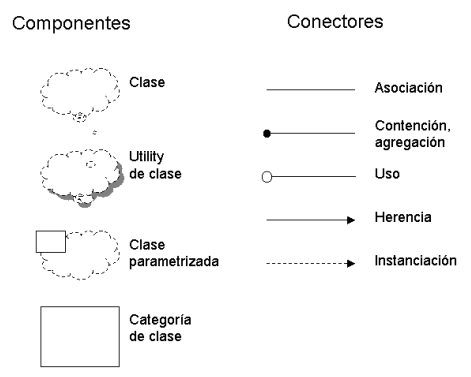 Componentes
Clase
Utility
de clase
Clase
parametrizada
Categoría
de clase
Conectores
Asociación
Contención,
agregación
Uso
Herencia
Instanciación